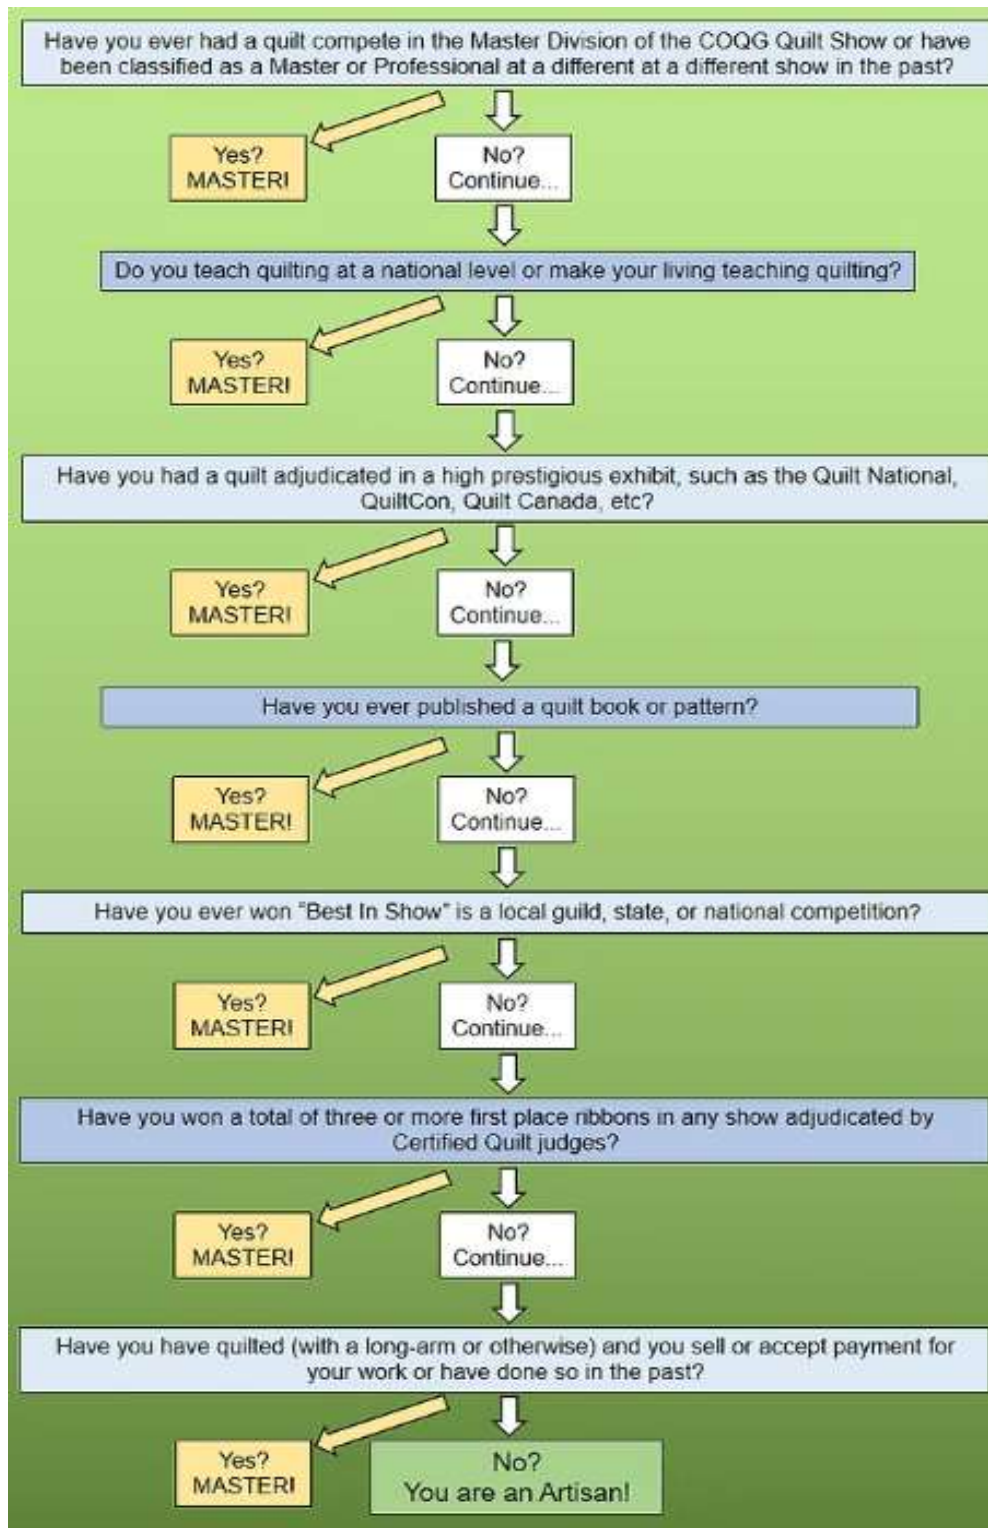 Have you ever had a quilt compete in the Master Division of the COQG Quilt Show or have
been classified as a Master or Professional at a different at a different show in the past?
Yes?
MASTER!
No?
Continue...
Do you teach quilting at a national level or make your living teaching quilting?
Yes?
MASTER!
No?
Continue...
Have you had a quilt adjudicated in a high prestigious exhibit, such as the Quilt National,
QuiltCon, Quilt Canada, etc?
Yes?
MASTER!
No?
Continue...
Have you ever published a quilt book or pattern?
Yes?
MASTER!
No?
Continue...
Have you ever won "Best In Show" is a local guild, state, or national competition?
Yes?
MASTER!
No?
Continue...
Have you won a total of three or more first place ribbons in any show adjudicated by
Certified Quilt judges?
Yes?
MASTER!
No?
Continue...
Have you have quilted (with a long-arm or otherwise) and you sell or accept payment for
your work or have done so in the past?
Yes?
MASTER!
No?
You are an Artisan!